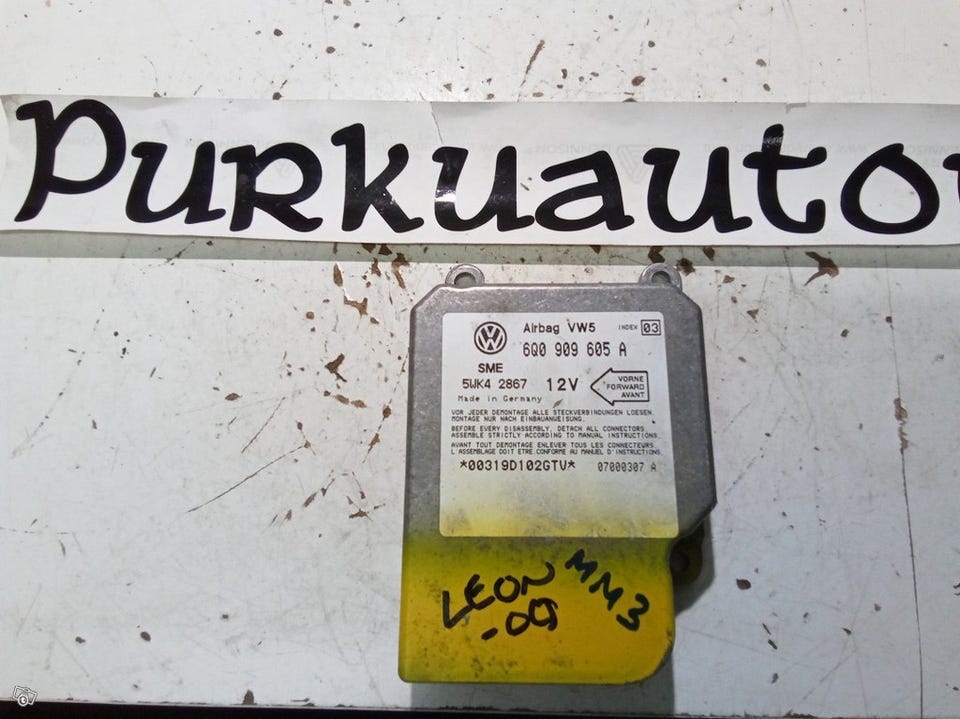 Purkuauto
Airbag VW5 INDEX 03
6Q0 909 605 A
SME
5WK4 2867 12V
VORNE
FORWARD
AVANT
Made in Germany
VOR JEDER DEMONTAGE ALLE STECKVERBINDUNGEN LOESEN.
MONTAGE NUR NACH EINBAUANWEISUNG.
BEFORE EVERY DISASSEMBLY, DETACH ALL CONNECTORS.
ASSEMBLE STRICTLY ACCORDING TO MANUAL INSTRUCTIONS.
AVANT TOUT DEMONTAGE ENLEVER TOUS LES CONNECTEURS.
L'ASSEMBLAGE DOIT ETRE CONFORME AU MANUEL D'INSTRUCTIONS.
*00319D102GTV* 07800307 A
LEON MM3
-09